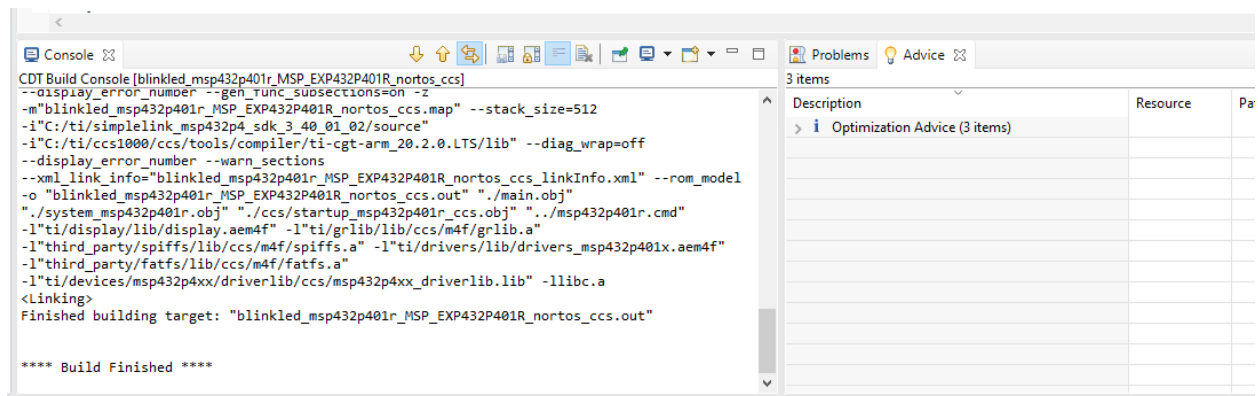 Console
CDT Build Console [blinkled_msp432p401r_MSP_EXP432P401R_nortos_ccs]
--display_error_number --gen_func_subsections=on -z
-m"blinkled_msp432p401r_MSP_EXP432P401R_nortos_ccs.map" --stack_size=512
-i"C:/ti/simplelink_msp432p4_sdk_3_40_01_02/source"
-i"C:/ti/ccs1000/ccs/tools/compiler/ti-cgt-arm_20.2.0.LTS/lib" --diag_wrap=off
--display_error_number --warn_sections
--xml_link_info="blinkled_msp432p401r_MSP_EXP432P401R_nortos_ccs_linkInfo.xml" --rom_model
-o "blinkled_msp432p401r_MSP_EXP432P401R_nortos_ccs.out" "./main.obj"
"./system_msp432p401r.obj" "./ccs/startup_msp432p401r_ccs.obj" "../msp432p401r.cmd"
-l"ti/display/lib/display.aem4f" -l"ti/grlib/lib/ccs/m4f/grlib.a"
-l"third_party/spiffs/lib/ccs/m4f/spiffs.a" -l"ti/drivers/lib/drivers_msp432p401x.aem4f"
-l"third_party/fatfs/lib/ccs/m4f/fatfs.a"
-l"ti/devices/msp432p4xx/driverlib/ccs/msp432p4xx_driverlib.lib" -llibc.a
<Linking>
Finished building target: "blinkled_msp432p401r_MSP_EXP432P401R_nortos_ccs.out"
**** Build Finished ****
Problems Advice
3 items
Description Resource Pa
Optimization Advice (3 items)